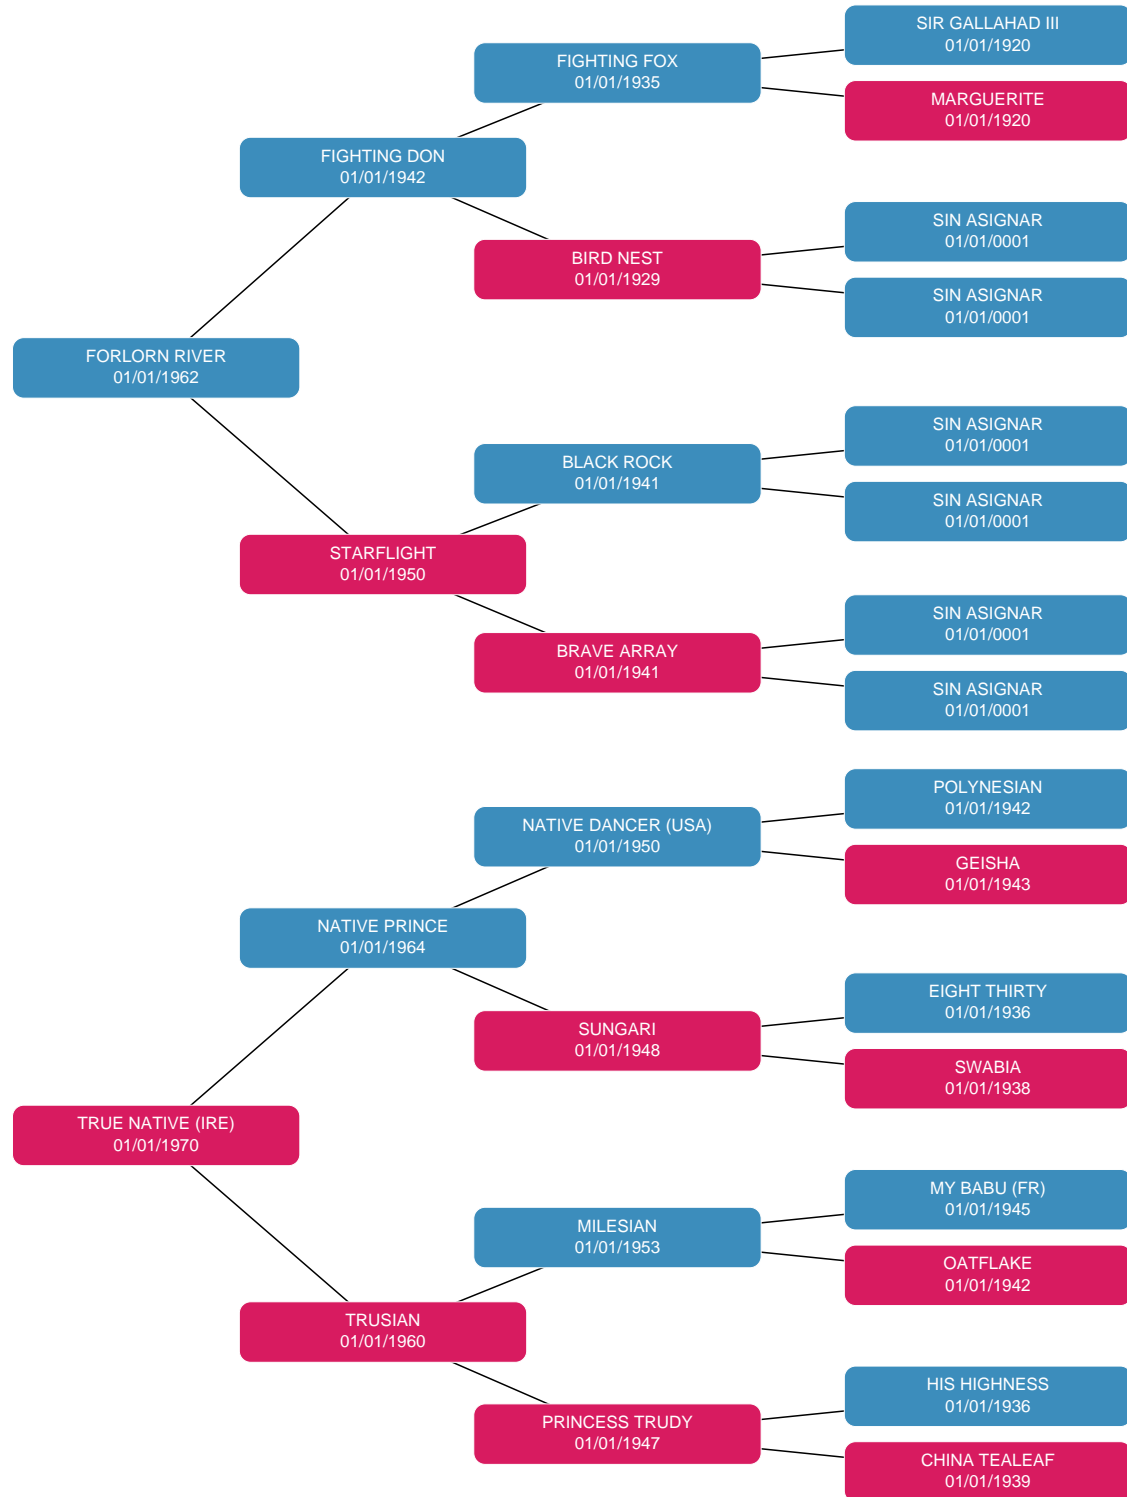 SIR GALLAHAD III
01/01/1920
FIGHTING FOX
01/01/1935
MARGUERITE
01/01/1920
FIGHTING DON
01/01/1942
SIN ASIGNAR
01/01/0001
BIRD NEST
01/01/1929
SIN ASIGNAR
01/01/0001
FORLORN RIVER
01/01/1962
SIN ASIGNAR
01/01/0001
BLACK ROCK
01/01/1941
SIN ASIGNAR
01/01/0001
STARFLIGHT
01/01/1950
SIN ASIGNAR
01/01/0001
BRAVE ARRAY
01/01/1941
SIN ASIGNAR
01/01/0001
POLYNESIAN
01/01/1942
NATIVE DANCER (USA)
01/01/1950
GEISHA
01/01/1943
NATIVE PRINCE
01/01/1964
EIGHT THIRTY
01/01/1936
SUNGARI
01/01/1948
SWABIA
01/01/1938
TRUE NATIVE (IRE)
01/01/1970
MY BABU (FR)
01/01/1945
MILESIAN
01/01/1953
OATFLAKE
01/01/1942
TRUSIAN
01/01/1960
HIS HIGHNESS
01/01/1936
PRINCESS TRUDY
01/01/1947
CHINA TEALEAF
01/01/1939